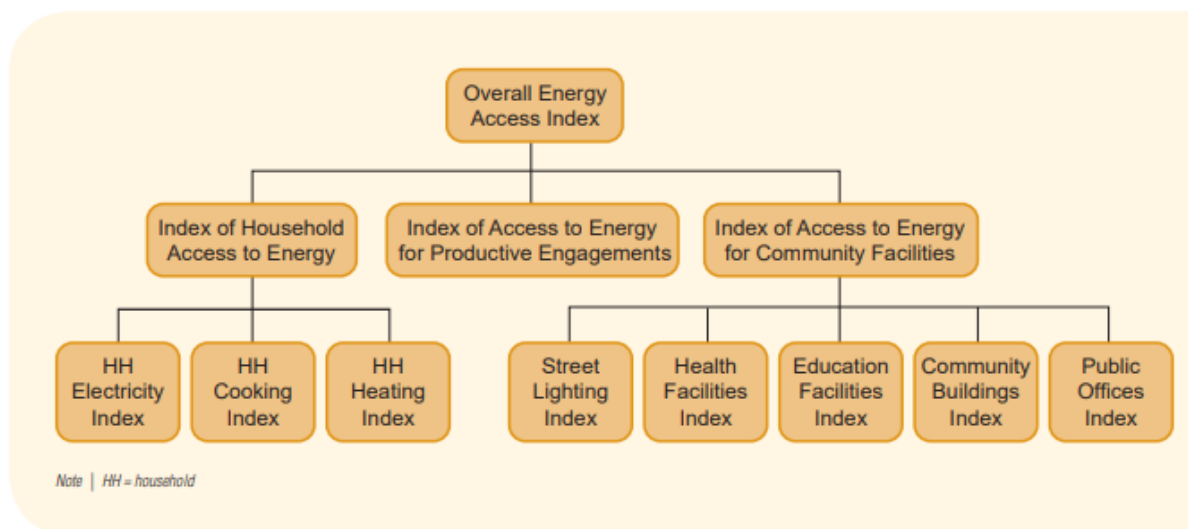 Overall Energy
Access Index
Index of Household
Access to Energy
Index of Access to Energy
for Productive Engagements
Index of Access to Energy
for Community Facilities
HH
Electricity
Index
HH
Cooking
Index
HH
Heating
Index
Street
Lighting
Index
Health
Facilities
Index
Education
Facilities
Index
Community
Buildings
Index
Public
Offices
Index
Note | HH = household